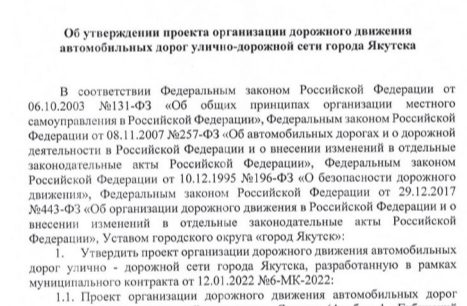 Об утверждении проекта организации дорожного движения
автомобильных дорог улично-дорожной сети города Якутска
В соответствии Федеральным законом Российской Федерации от
06.10.2003 №131-ФЗ «Об общих принципах организации местного
самоуправления в Российской Федерации», Федеральным законом Российской
Федерации от 08.11.2007 №257-ФЗ «Об автомобильных дорогах и о дорожной
деятельности в Российской Федерации и о внесении изменений в отдельные
законодательные акты Российской Федерации», Федеральным законом
Российской Федерации от 10.12.1995 №196-ФЗ «О безопасности дорожного
движения», Федеральным законом Российской Федерации от 29.12.2017
№443-ФЗ «Об организации дорожного движения в Российской Федерации и о
внесении изменений в отдельные законодательные акты Российской
Федерации», Уставом городского округа «город Якутск»:
1. Утвердить проект организации дорожного движения автомобильных
дорог улично - дорожной сети города Якутска, разработанную в рамках
муниципального контракта от 12.01.2022 №6-МК-2022:
1.1. Проект организации дорожного движения автомобильных дорог